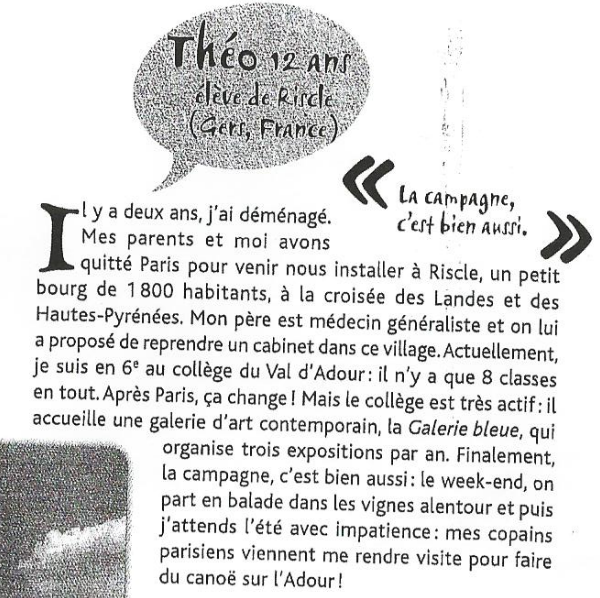 Théo 12 ans
élève de Riscle
(Gers, France)
« La campagne,
c'est bien aussi. »
Il y a deux ans, j'ai déménagé.
Mes parents et moi avons
quitté Paris pour venir nous installer à Riscle, un petit
bourg de 1 800 habitants, à la croisée des Landes et des
Hautes-Pyrénées. Mon père est médecin généraliste et on lui
a proposé de reprendre un cabinet dans ce village. Actuellement,
je suis en 6e au collège du Val d'Adour : il n'y a que 8 classes
en tout. Après Paris, ça change ! Mais le collège est très actif : il
accueille une galerie d'art contemporain, la Galerie bleue, qui
organise trois expositions par an. Finalement,
la campagne, c'est bien aussi : le week-end, on
part en balade dans les vignes alentour et puis
j'attends l'été avec impatience : mes copains
parisiens viennent me rendre visite pour faire
du canoë sur l'Adour !